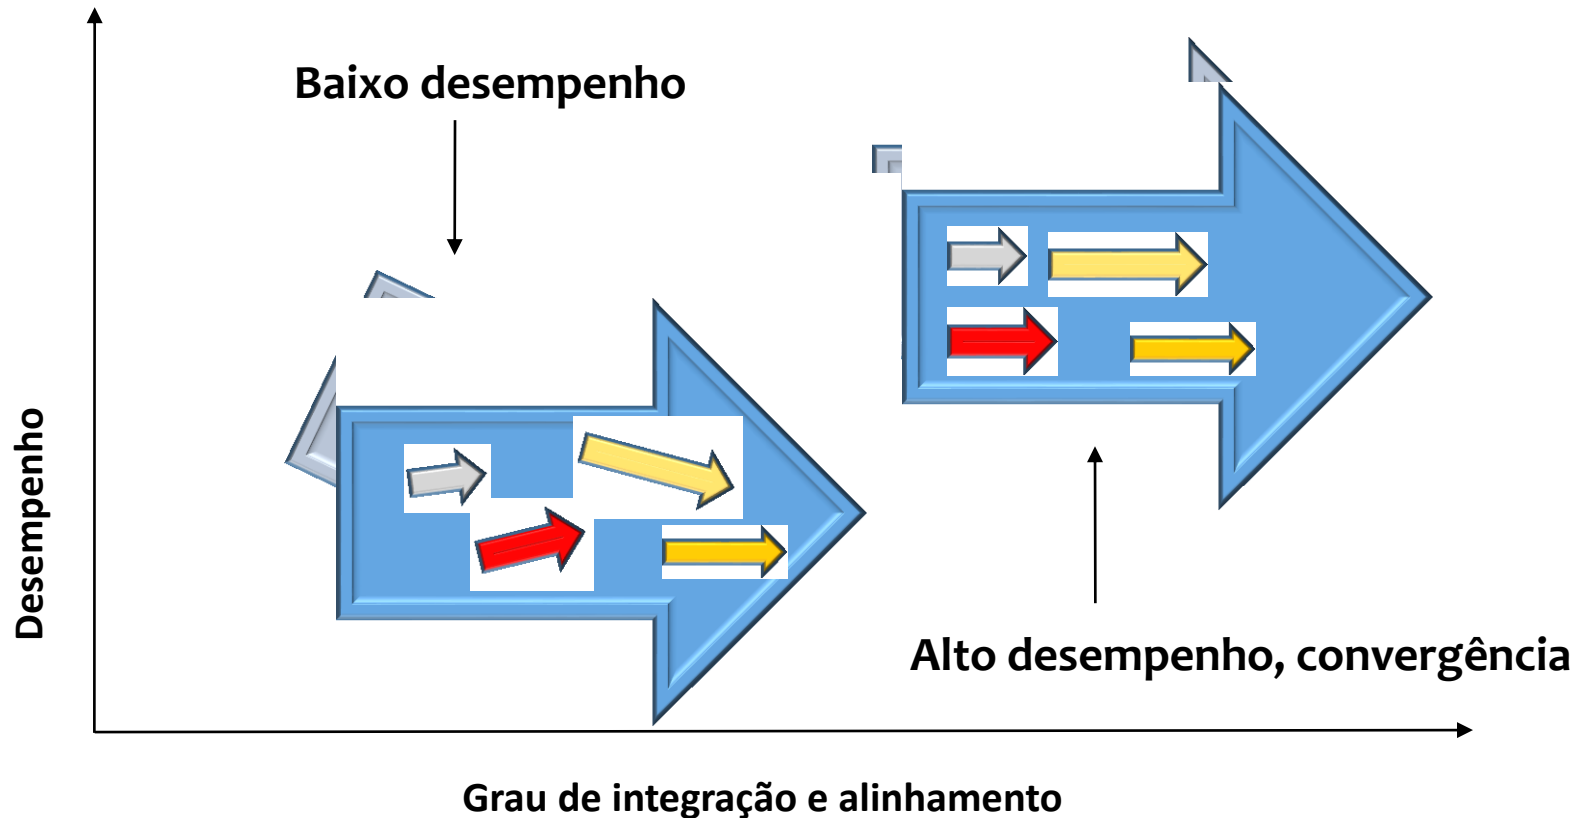 Baixo desempenho
Desempenho
Alto desempenho, convergência
Grau de integração e alinhamento